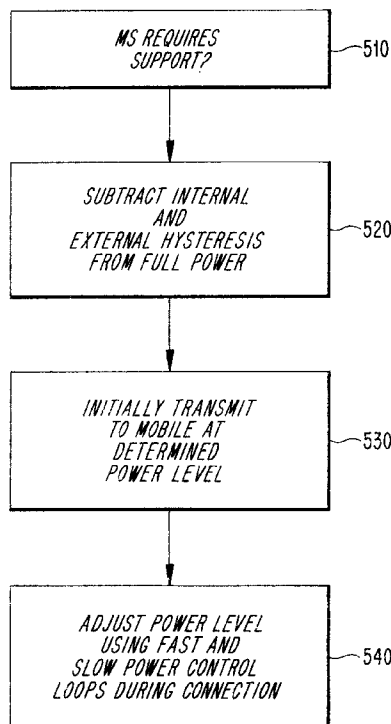 MS REQUIRES
SUPPORT?
510
SUBTRACT INTERNAL
AND
EXTERNAL HYSTERESIS
FROM FULL POWER
520
INITIALLY TRANSMIT
TO MOBILE AT
DETERMINED
POWER LEVEL
530
ADJUST POWER LEVEL
USING FAST AND
SLOW POWER CONTROL
LOOPS DURING CONNECTION
540